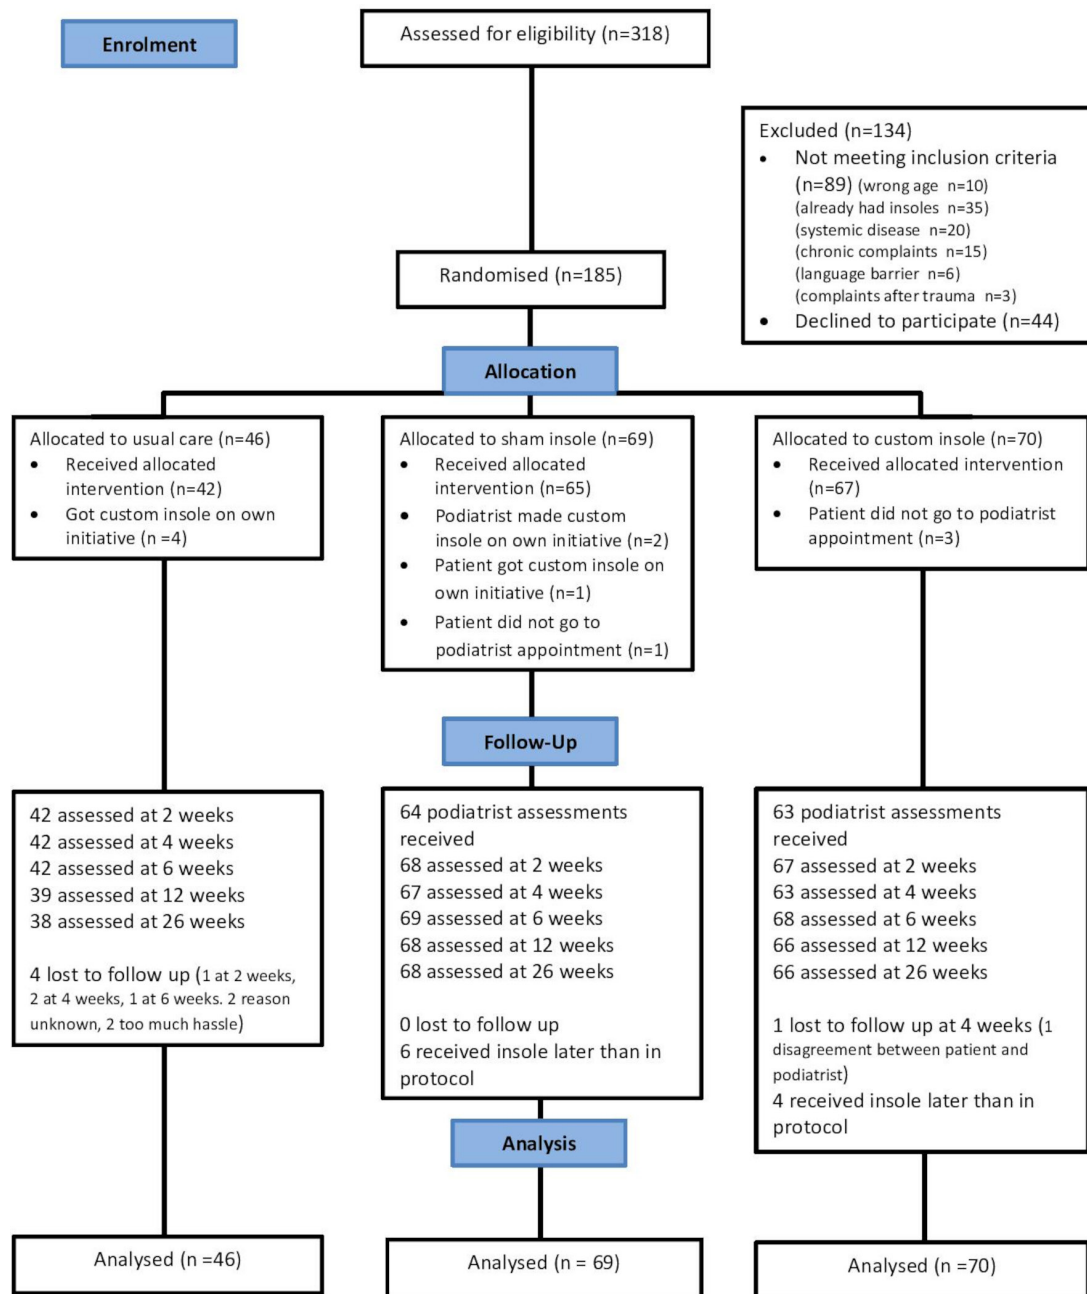 Enrolment
Assessed for eligibility (n=318)
Excluded (n=134)
• Not meeting inclusion criteria
(n=89) (wrong age n=10)
(already had insoles n=35)
(systemic disease n=20)
(chronic complaints n=15)
(language barrier n=6)
(complaints after trauma n=3)
• Declined to participate (n=44)
Randomised (n=185)
Allocation
Allocated to usual care (n=46)
• Received allocated
intervention (n=42)
• Got custom insole on own
initiative (n =4)
Allocated to sham insole (n=69)
• Received allocated
intervention (n=65)
• Podiatrist made custom
insole on own initiative (n=2)
• Patient got custom insole on
own initiative (n=1)
• Patient did not go to
podiatrist appointment (n=1)
Allocated to custom insole (n=70)
• Received allocated intervention
(n=67)
• Patient did not go to podiatrist
appointment (n=3)
Follow-Up
42 assessed at 2 weeks
42 assessed at 4 weeks
42 assessed at 6 weeks
39 assessed at 12 weeks
38 assessed at 26 weeks
4 lost to follow up (1 at 2 weeks,
2 at 4 weeks, 1 at 6 weeks. 2 reason
unknown, 2 too much hassle)
64 podiatrist assessments
received
68 assessed at 2 weeks
67 assessed at 4 weeks
69 assessed at 6 weeks
68 assessed at 12 weeks
68 assessed at 26 weeks
0 lost to follow up
6 received insole later than in
protocol
63 podiatrist assessments
received
67 assessed at 2 weeks
63 assessed at 4 weeks
68 assessed at 6 weeks
66 assessed at 12 weeks
66 assessed at 26 weeks
1 lost to follow up at 4 weeks (1
disagreement between patient and
podiatrist)
4 received insole later than in
protocol
Analysis
Analysed (n =46)
Analysed (n = 69)
Analysed (n =70)